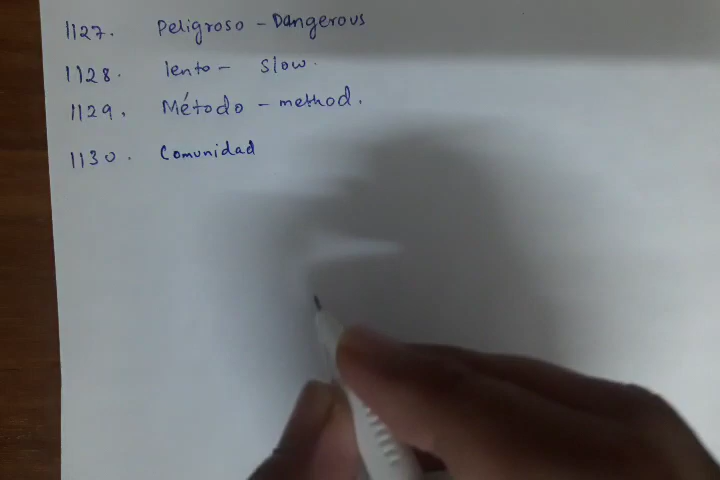 1127. Peligroso - Dangerous
1128. lento - slow.
1129. Método - method.
1130. Comunidad